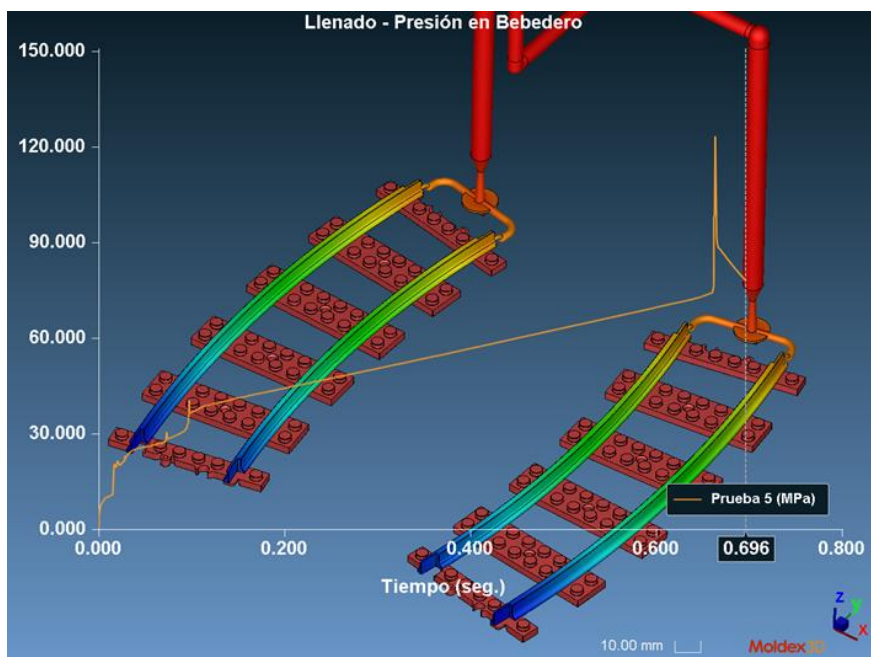 Llenado - Presión en Bebedero
150.000
120.000
90.000
60.000
30.000
0.000
0.000 0.200 0.400 0.600 0.800
0.696
Prueba 5 (MPa)
Tiempo (seg.)
10.00 mm
z
y
x
Moldex3D